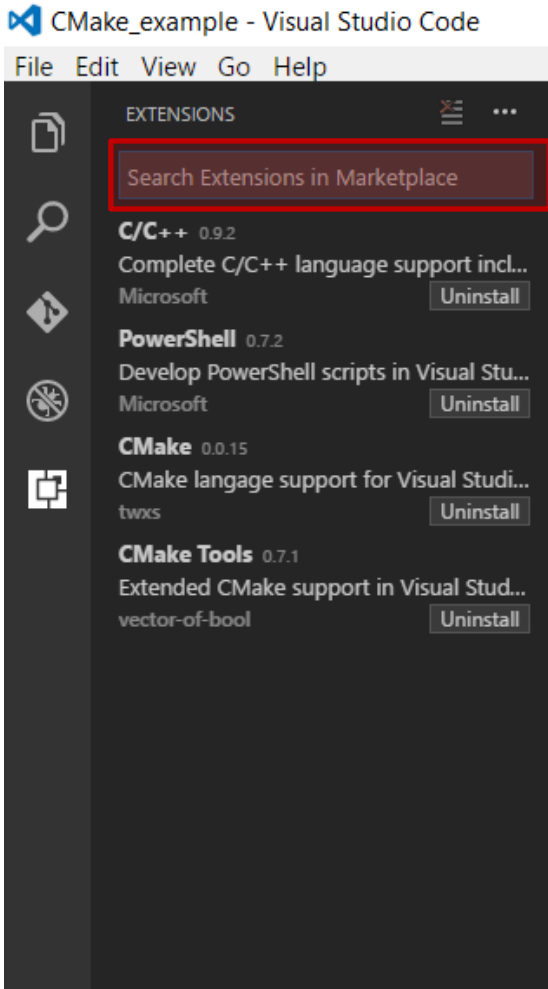 CMake_example - Visual Studio Code
File Edit View Go Help
EXTENSIONS
Search Extensions in Marketplace
C/C++ 0.9.2
Complete C/C++ language support incl...
Microsoft Uninstall
PowerShell 0.7.2
Develop PowerShell scripts in Visual Stu...
Microsoft Uninstall
CMake 0.0.15
CMake langage support for Visual Studi...
twxs Uninstall
CMake Tools 0.7.1
Extended CMake support in Visual Stud...
vector-of-bool Uninstall